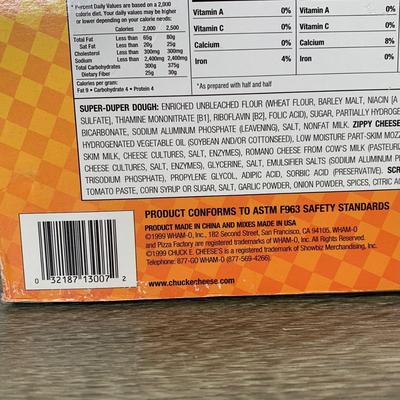 * Percent Daily Values are based on a 2,000
calorie diet. Your daily values may be higher
or lower depending on your calorie needs:
Calories 2,000 2,500
Total Fat Less than 65g 80g
Sat Fat Less than 20g 25g
Cholesterol Less than 300mg 300mg
Sodium Less than 2,400mg 2,400mg
Total Carbohydrates 300g 375g
Dietary Fiber 25g 30g
Calories per gram:
Fat 9 • Carbohydrate 4 • Protein 4
Vitamin A 0%
Vitamin C 0%
Calcium 0%
Iron 4%
Vitamin A 0%
Vitamin C 0%
Calcium 8%
Iron 0%
*As prepared with half and half
SUPER-DUPER DOUGH: ENRICHED UNBLEACHED FLOUR (WHEAT FLOUR, BARLEY MALT, NIACIN [A
SULFATE), THIAMINE MONONITRATE [B1], RIBOFLAVIN [B2], FOLIC ACID), SUGAR, PARTIALLY HYDROG
BICARBONATE, SODIUM ALUMINUM PHOSPHATE (LEAVENING), SALT, NONFAT MILK. ZIPPY CHEESE
HYDROGENATED VEGETABLE OIL (SOYBEAN AND/OR COTTONSEED), LOW MOISTURE PART-SKIM MOZZ
SKIM MILK, CHEESE CULTURES, SALT, ENZYMES), ROMANO CHEESE FROM COW'S MILK (PASTEURIZ
CHEESE CULTURES, SALT, ENZYMES), GLYCERINE, SALT, EMULSIFIER SALTS (SODIUM ALUMINUM P
TRISODIUM PHOSPHATE), PROPYLENE GLYCOL, ADIPIC ACID, SORBIC ACID (PRESERVATIVE). SCR
TOMATO PASTE, CORN SYRUP OR SUGAR, SALT, GARLIC POWDER, ONION POWDER, SPICES, CITRIC A
PRODUCT CONFORMS TO ASTM F963 SAFETY STANDARDS
PRODUCT MADE IN CHINA AND MIXES MADE IN USA
©1999 WHAM-O, Inc., 182 Second Street, San Francisco, CA 94105. WHAM-O
and Pizza Factory are registered trademarks of WHAM-O, Inc. All Rights Reserved.
©1999 CHUCK E. CHEESE'S is a registered trademark of Showbiz Merchandising, Inc.
Telephone: 877-GO WHAM-O (877-569-4266).
www.chuckecheese.com
0 32187 13007 2